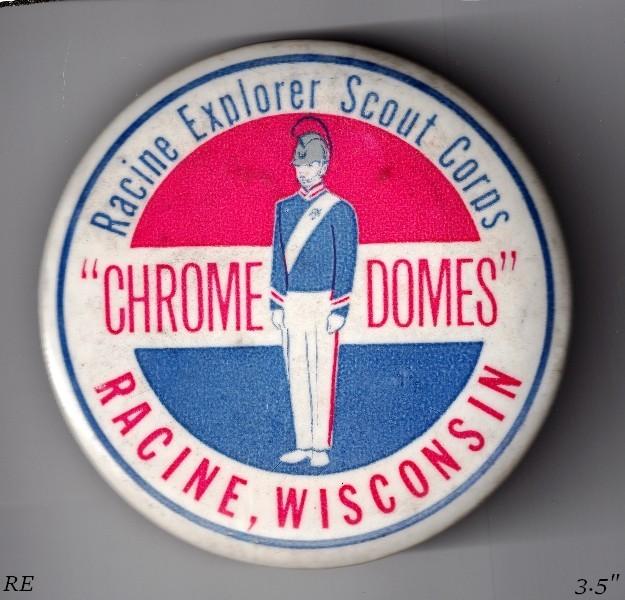 Racine Explorer Scout Corps
"CHROME DOMES"
RACINE, WISCONSIN
RE
3.5"